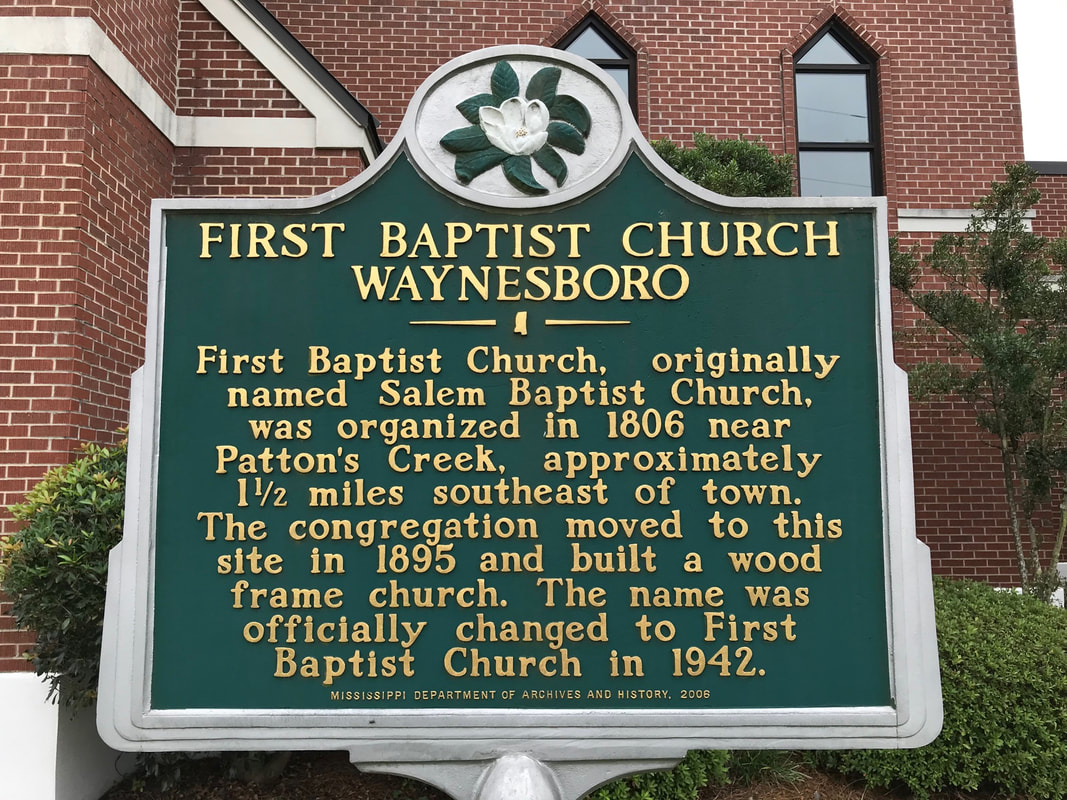 FIRST BAPTIST CHURCH
WAYNESBORO
First Baptist Church, originally
named Salem Baptist Church,
was organized in 1806 near
Patton's Creek, approximately
1½ miles southeast of town.
The congregation moved to this
site in 1895 and built a wood
frame church. The name was
officially changed to First
Baptist Church in 1942.
MISSISSIPPI DEPARTMENT OF ARCHIVES AND HISTORY, 2006